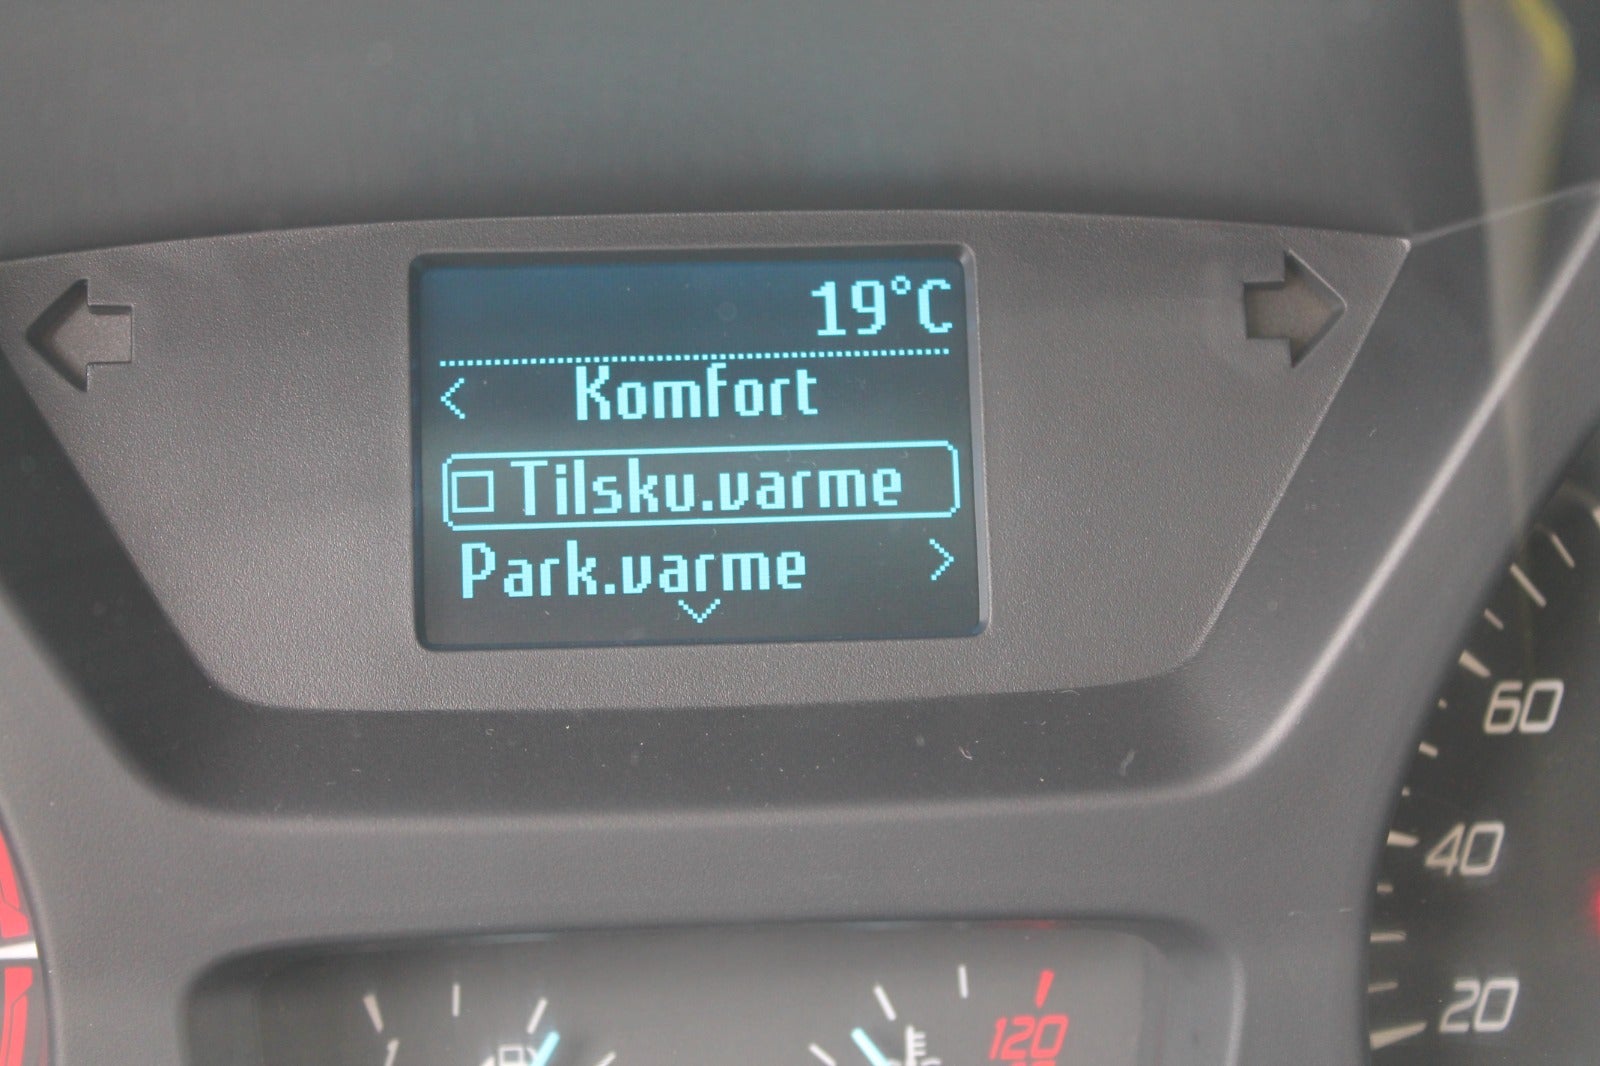 19°C
< Komfort
□ Tilsku.varme
Park.varme >
60
40
20
120